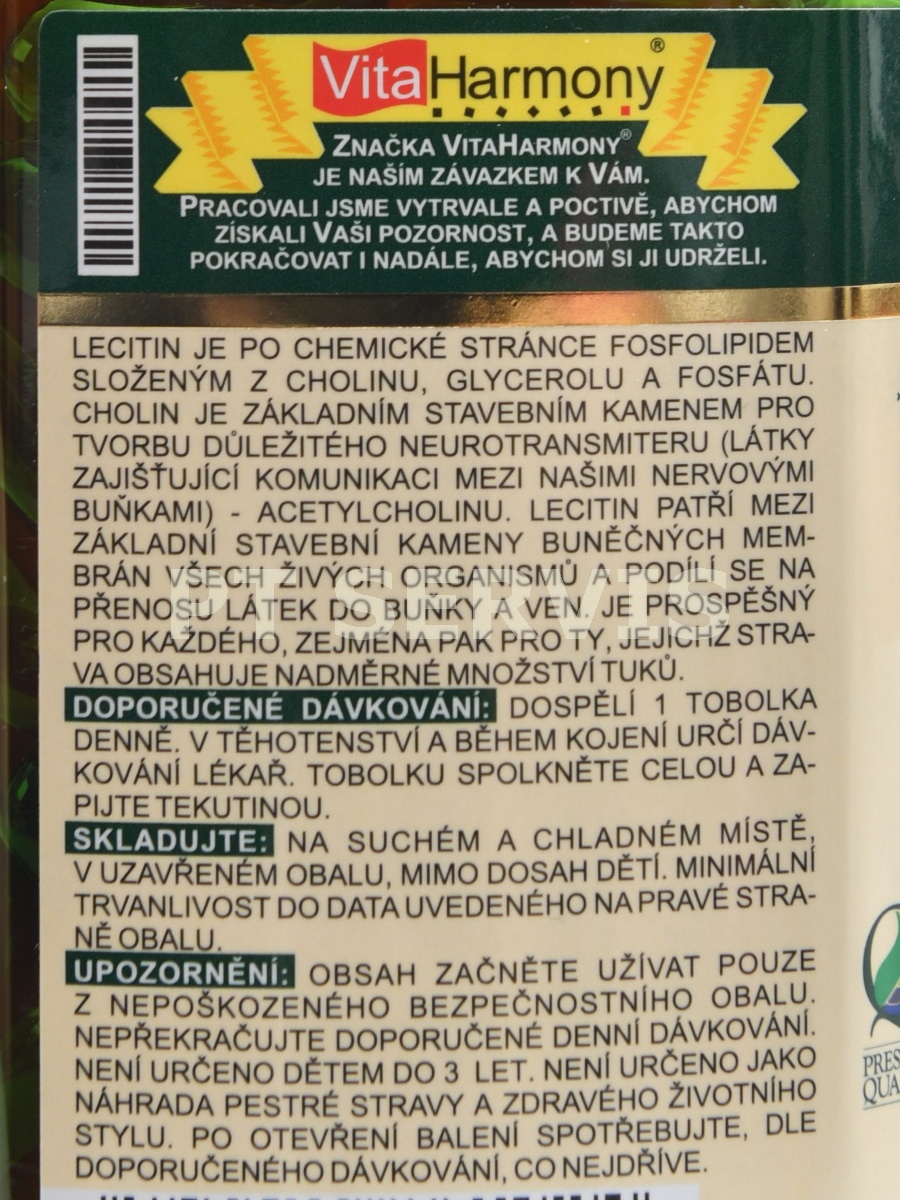 VitaHarmony®
ZNAČKA VITAHARMONY®
JE NAŠÍM ZÁVAZKEM K VÁM.
PRACOVALI JSME VYTRVALE A POCTIVĚ, ABYCHOM
ZÍSKALI VAŠI POZORNOST, A BUDEME TAKTO
POKRAČOVAT I NADÁLE, ABYCHOM SI JI UDRŽELI.
LECITIN JE PO CHEMICKÉ STRÁNCE FOSFOLIPIDEM
SLOŽENÝM Z CHOLINU, GLYCEROLU A FOSFÁTU.
CHOLIN JE ZÁKLADNÍM STAVEBNÍM KAMENEM PRO
TVORBU DŮLEŽITÉHO NEUROTRANSMITERU (LÁTKY
ZAJIŠŤUJÍCÍ KOMUNIKACI MEZI NAŠIMI NERVOVÝMI
BUŇKAMI) - ACETYLCHOLINU. LECITIN PATŘÍ MEZI
ZÁKLADNÍ STAVEBNÍ KAMENY BUNĚČNÝCH MEM-
BRÁN VŠECH ŽIVÝCH ORGANISMŮ A PODÍLÍ SE NA
PŘENOSU LÁTEK DO BUŇKY A VEN. JE PROSPĚŠNÝ
PT SERVIS
PRO KAŽDÉHO, ZEJMÉNA PAK PRO TY, JEJICHŽ STRA-
VA OBSAHUJE NADMĚRNÉ MNOŽSTVÍ TUKŮ.
DOPORUČENÉ DÁVKOVÁNÍ: DOSPĚLÍ 1 TOBOLKA
DENNĚ. V TĚHOTENSTVÍ A BĚHEM KOJENÍ URČÍ DÁV-
KOVÁNÍ LÉKAŘ. TOBOLKU SPOLKNĚTE CELOU A ZA-
PIJTE TEKUTINOU.
SKLADUJTE: NA SUCHÉM A CHLADNÉM MÍSTĚ,
V UZAVŘENÉM OBALU, MIMO DOSAH DĚTÍ. MINIMÁLNÍ
TRVANLIVOST DO DATA UVEDENÉHO NA PRAVÉ STRA-
NĚ OBALU.
UPOZORNĚNÍ: OBSAH ZAČNĚTE UŽÍVAT POUZE
Z NEPOŠKOZENÉHO BEZPEČNOSTNÍHO OBALU.
NEPŘEKRAČUJTE DOPORUČENÉ DENNÍ DÁVKOVÁNÍ.
NENÍ URČENO DĚTEM DO 3 LET. NENÍ URČENO JAKO
NÁHRADA PESTRÉ STRAVY A ZDRAVÉHO ŽIVOTNÍHO
STYLU. PO OTEVŘENÍ BALENÍ SPOTŘEBUJTE, DLE
DOPORUČENÉHO DÁVKOVÁNÍ, CO NEJDŘÍVE.
PRES
QUA